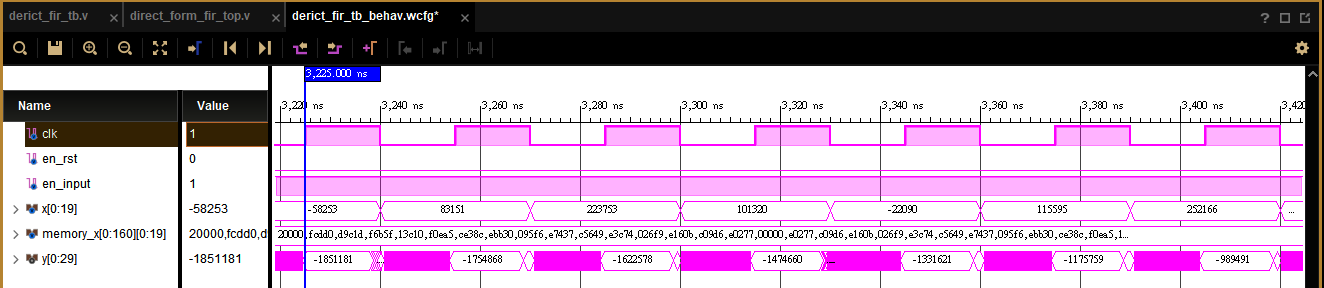 derict_fir_tb.v × direct_form_fir_top.v × derict_fir_tb_behav.wcfg* ×
3,225.000 ns
Name Value
3,220 ns 3,240 ns 3,260 ns 3,280 ns 3,300 ns 3,320 ns 3,340 ns 3,360 ns 3,380 ns 3,400 ns 3,420
clk 1
en_rst 0
en_input 1
x[0:19] -58253 -58253 83151 223753 101320 -22090 115595 252166 ...
memory_x[0:160][0:19] 20000,fcdd0,d 20000,fcdd0,d9c1d,f6b5f,13c10,f0ea5,ce38c,ebb30,095f6,e7437,c5649,e3c74,026f9,e160b,c09d6,e0277,00000,e0277,c09d6,e160b,026f9,e3c74,c5649,e7437,095f6,ebb30,ce38c,f0ea5,1...
y[0:29] -1851181 -1851181 ... -1754868 -1622578 -1474660 ... -1331621 -1175759 -989491